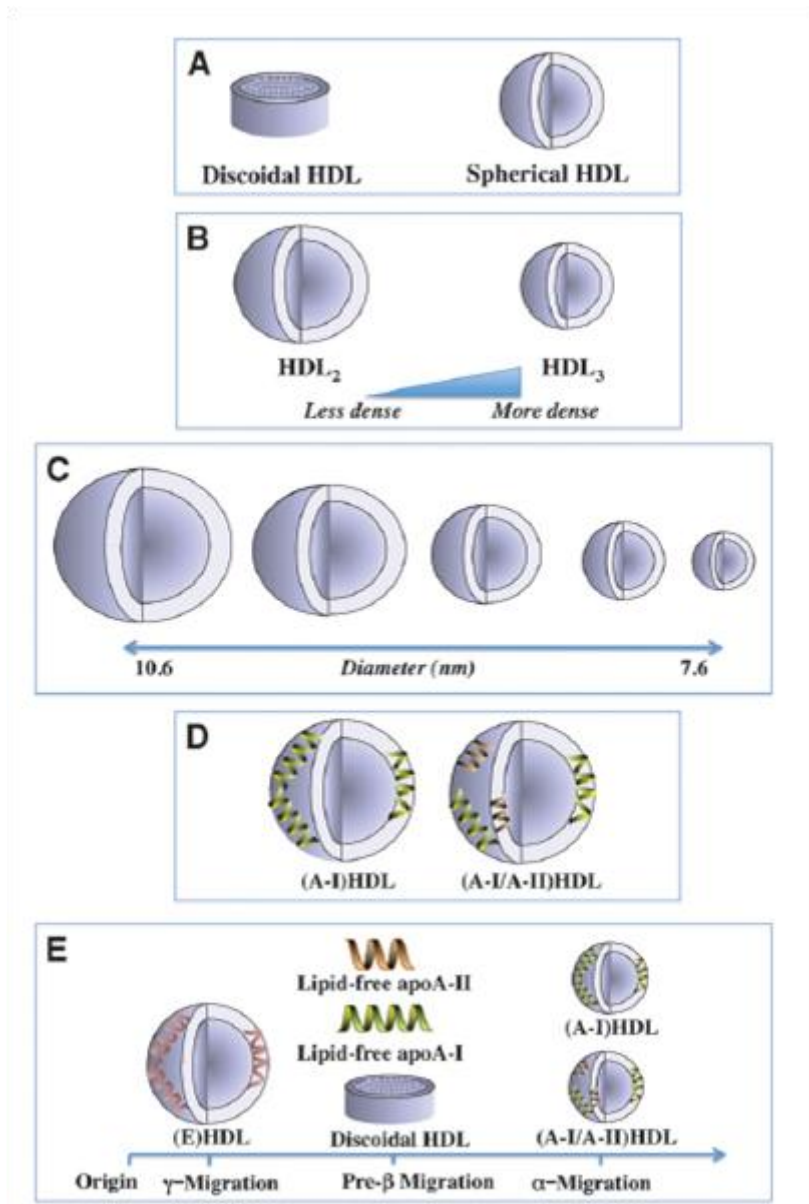 A
Discoidal HDL Spherical HDL
B
HDL₂ HDL₃
Less dense More dense
C
10.6 Diameter (nm) 7.6
D
(A-I)HDL (A-I/A-II)HDL
E
Lipid-free apoA-II
(A-I)HDL
Lipid-free apoA-I
(E)HDL Discoidal HDL (A-I/A-II)HDL
Origin γ-Migration Pre-β Migration α-Migration